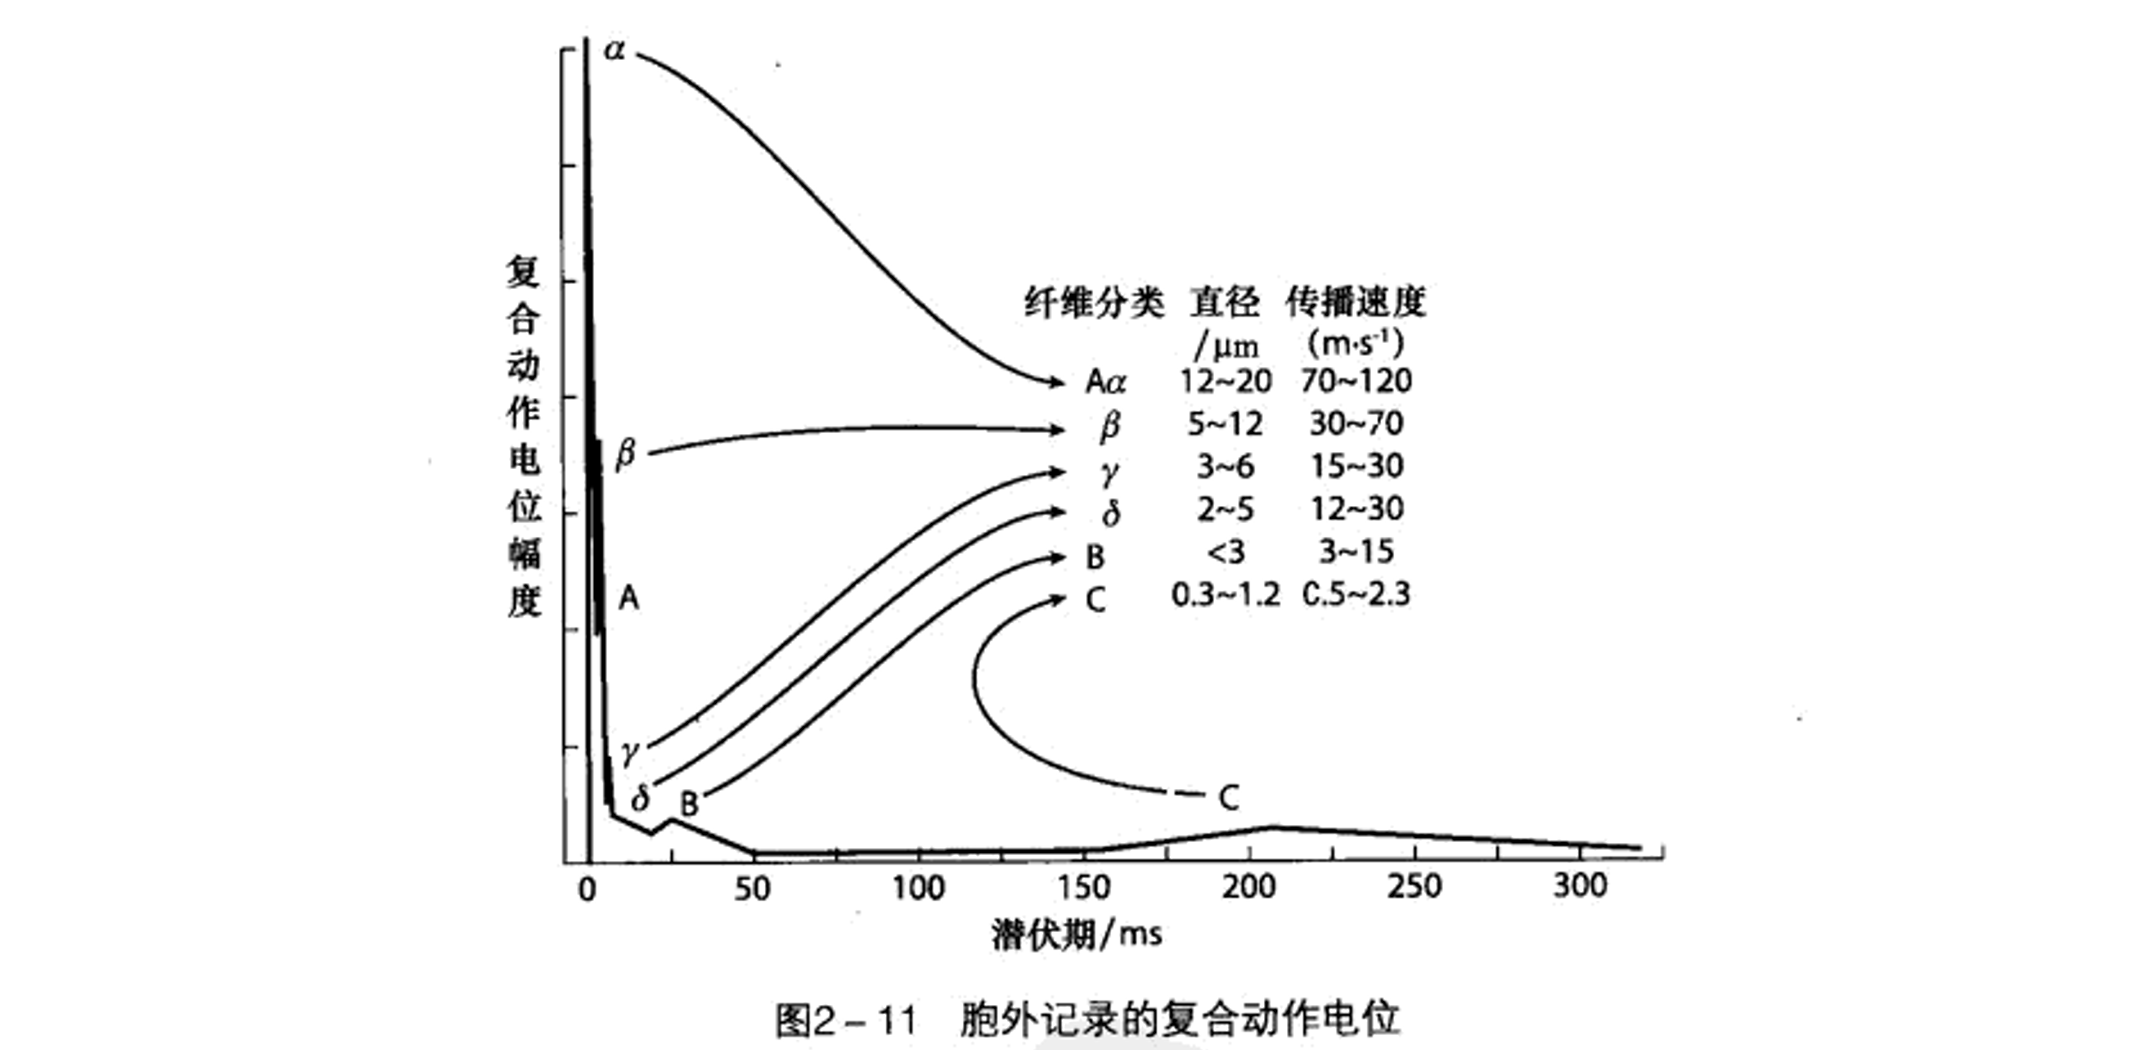 α
复合动作电位幅度
纤维分类 直径 传播速度
/μm (m·s⁻¹)
Aα 12~20 70~120
β 5~12 30~70
γ 3~6 15~30
δ 2~5 12~30
B <3 3~15
C 0.3~1.2 0.5~2.3
β
A
γ
δ B
C
0 50 100 150 200 250 300
潜伏期/ms
图2-11 胞外记录的复合动作电位